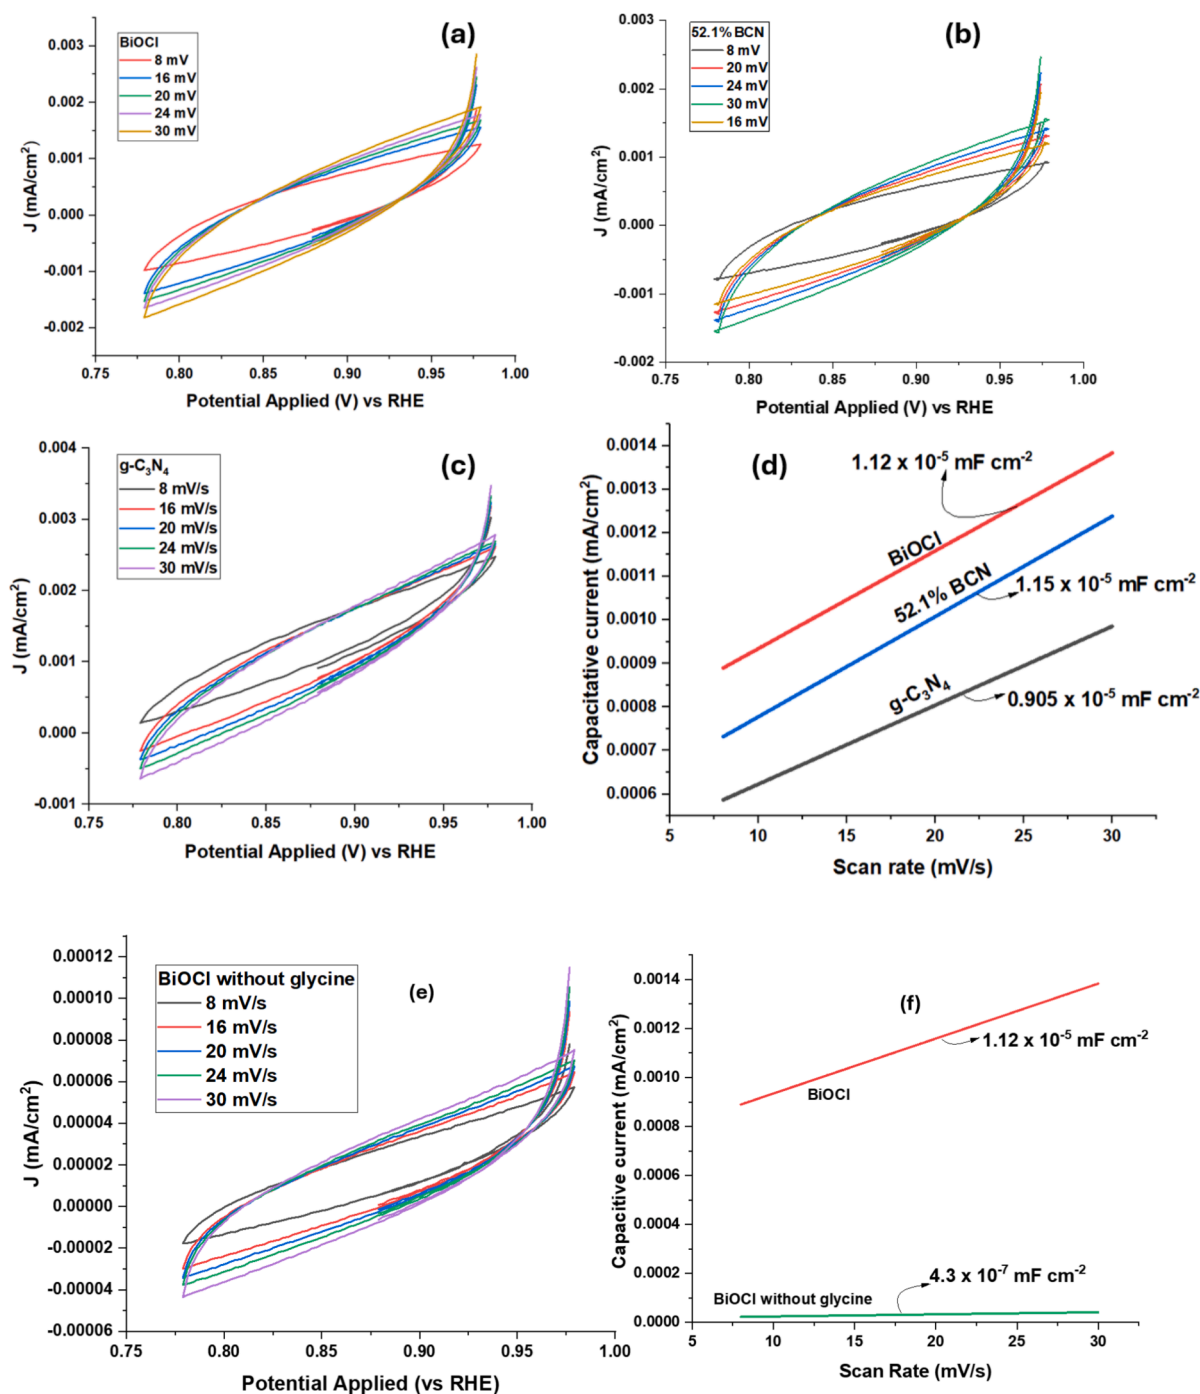 (a)
BiOCl
8 mV
16 mV
20 mV
24 mV
30 mV
0.003
0.002
0.001
0.000
-0.001
-0.002
J (mA/cm²)
0.75 0.80 0.85 0.90 0.95 1.00
Potential Applied (V) vs RHE
(b)
52.1% BCN
8 mV
20 mV
24 mV
30 mV
16 mV
0.003
0.002
0.001
0.000
-0.001
-0.002
J (mA/cm²)
0.75 0.80 0.85 0.90 0.95 1.00
Potential Applied (V) vs RHE
(c)
g-C₃N₄
8 mV/s
16 mV/s
20 mV/s
24 mV/s
30 mV/s
0.004
0.003
0.002
0.001
0.000
-0.001
J (mA/cm²)
0.75 0.80 0.85 0.90 0.95 1.00
Potential Applied (V) vs RHE
(d)
0.0014
0.0013
0.0012
0.0011
0.0010
0.0009
0.0008
0.0007
0.0006
Capacitative current (mA/cm²)
1.12 x 10⁻⁵ mF cm⁻²
BiOCl
52.1% BCN
1.15 x 10⁻⁵ mF cm⁻²
g-C₃N₄
0.905 x 10⁻⁵ mF cm⁻²
5 10 15 20 25 30
Scan rate (mV/s)
(e)
BiOCl without glycine
8 mV/s
16 mV/s
20 mV/s
24 mV/s
30 mV/s
0.00012
0.00010
0.00008
0.00006
0.00004
0.00002
0.00000
-0.00002
-0.00004
-0.00006
J (mA/cm²)
0.75 0.80 0.85 0.90 0.95 1.00
Potential Applied (vs RHE)
(f)
0.0014
0.0012
0.0010
0.0008
0.0006
0.0004
0.0002
0.0000
Capacitive current (mA/cm²)
1.12 x 10⁻⁵ mF cm⁻²
BiOCl
4.3 x 10⁻⁷ mF cm⁻²
BiOCl without glycine
5 10 15 20 25 30
Scan Rate (mV/s)